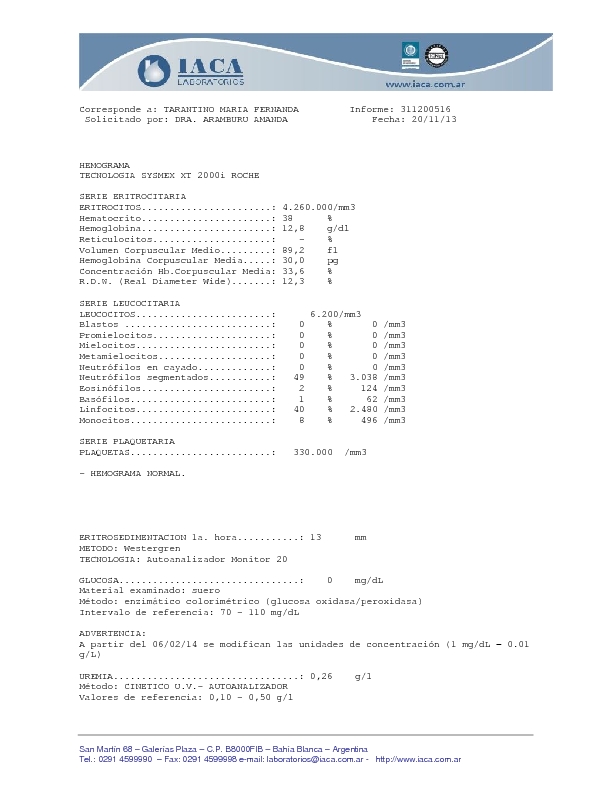 IACA
LABORATORIOS
www.iaca.com.ar
Corresponde a: TARANTINO MARIA FERNANDA Informe: 311200516
Solicitado por: DRA. ARAMBURU AMANDA Fecha: 20/11/13
HEMOGRAMA
TECNOLOGIA SYSMEX XT 2000i ROCHE
SERIE ERITROCITARIA
ERITROCITOS.......................: 4.260.000/mm3
Hematocrito.......................: 38 %
Hemoglobina.......................: 12,8 g/dl
Reticulocitos.....................: - %
Volumen Corpuscular Medio.........: 89,2 fl
Hemoglobina Corpuscular Media.....: 30,0 pg
Concentración Hb.Corpuscular Media: 33,6 %
R.D.W. (Real Diameter Wide).......: 12,3 %
SERIE LEUCOCITARIA
LEUCOCITOS........................: 6.200/mm3
Blastos ..........................: 0 % 0 /mm3
Promielocitos.....................: 0 % 0 /mm3
Mielocitos........................: 0 % 0 /mm3
Metamielocitos....................: 0 % 0 /mm3
Neutrófilos en cayado.............: 0 % 0 /mm3
Neutrófilos segmentados...........: 49 % 3.038 /mm3
Eosinófilos.......................: 2 % 124 /mm3
Basófilos.........................: 1 % 62 /mm3
Linfocitos........................: 40 % 2.480 /mm3
Monocitos.........................: 8 % 496 /mm3
SERIE PLAQUETARIA
PLAQUETAS.........................: 330.000 /mm3
- HEMOGRAMA NORMAL.
ERITROSEDIMENTACION 1a. hora...........: 13 mm
METODO: Westergren
TECNOLOGIA: Autoanalizador Monitor 20
GLUCOSA................................: 0 mg/dL
Material examinado: suero
Método: enzimático colorimétrico (glucosa oxidasa/peroxidasa)
Intervalo de referencia: 70 - 110 mg/dL
ADVERTENCIA:
A partir del 06/02/14 se modifican las unidades de concentración (1 mg/dL = 0.01
g/L)
UREMIA.................................: 0,26 g/l
Método: CINETICO U.V.- AUTOANALIZADOR
Valores de referencia: 0,10 - 0,50 g/l
San Martín 68 – Galerías Plaza – C.P. B8000FIB – Bahía Blanca – Argentina
Tel.: 0291 4599990 – Fax: 0291 4599998 e-mail: laboratorios@iaca.com.ar - http://www.iaca.com.ar